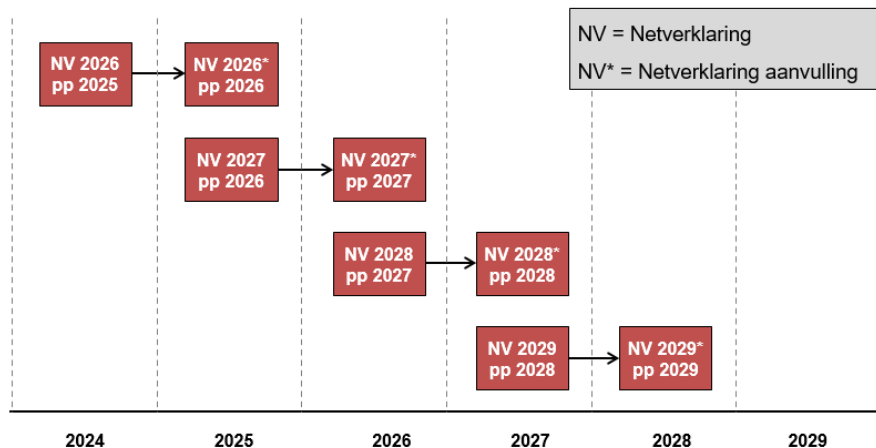 NV = Netverklaring
NV* = Netverklaring aanvulling
NV 2026
pp 2025
NV 2026*
pp 2026
NV 2027
pp 2026
NV 2027*
pp 2027
NV 2028
pp 2027
NV 2028*
pp 2028
NV 2029
pp 2028
NV 2029*
pp 2029
2024
2025
2026
2027
2028
2029